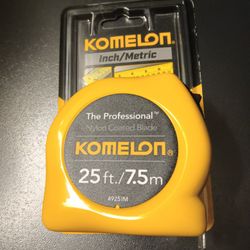 KOMELON®
Inch/Metric
The Professional™
Nylon Coated Blade
KOMELON®
25 ft./7.5m
4925IM